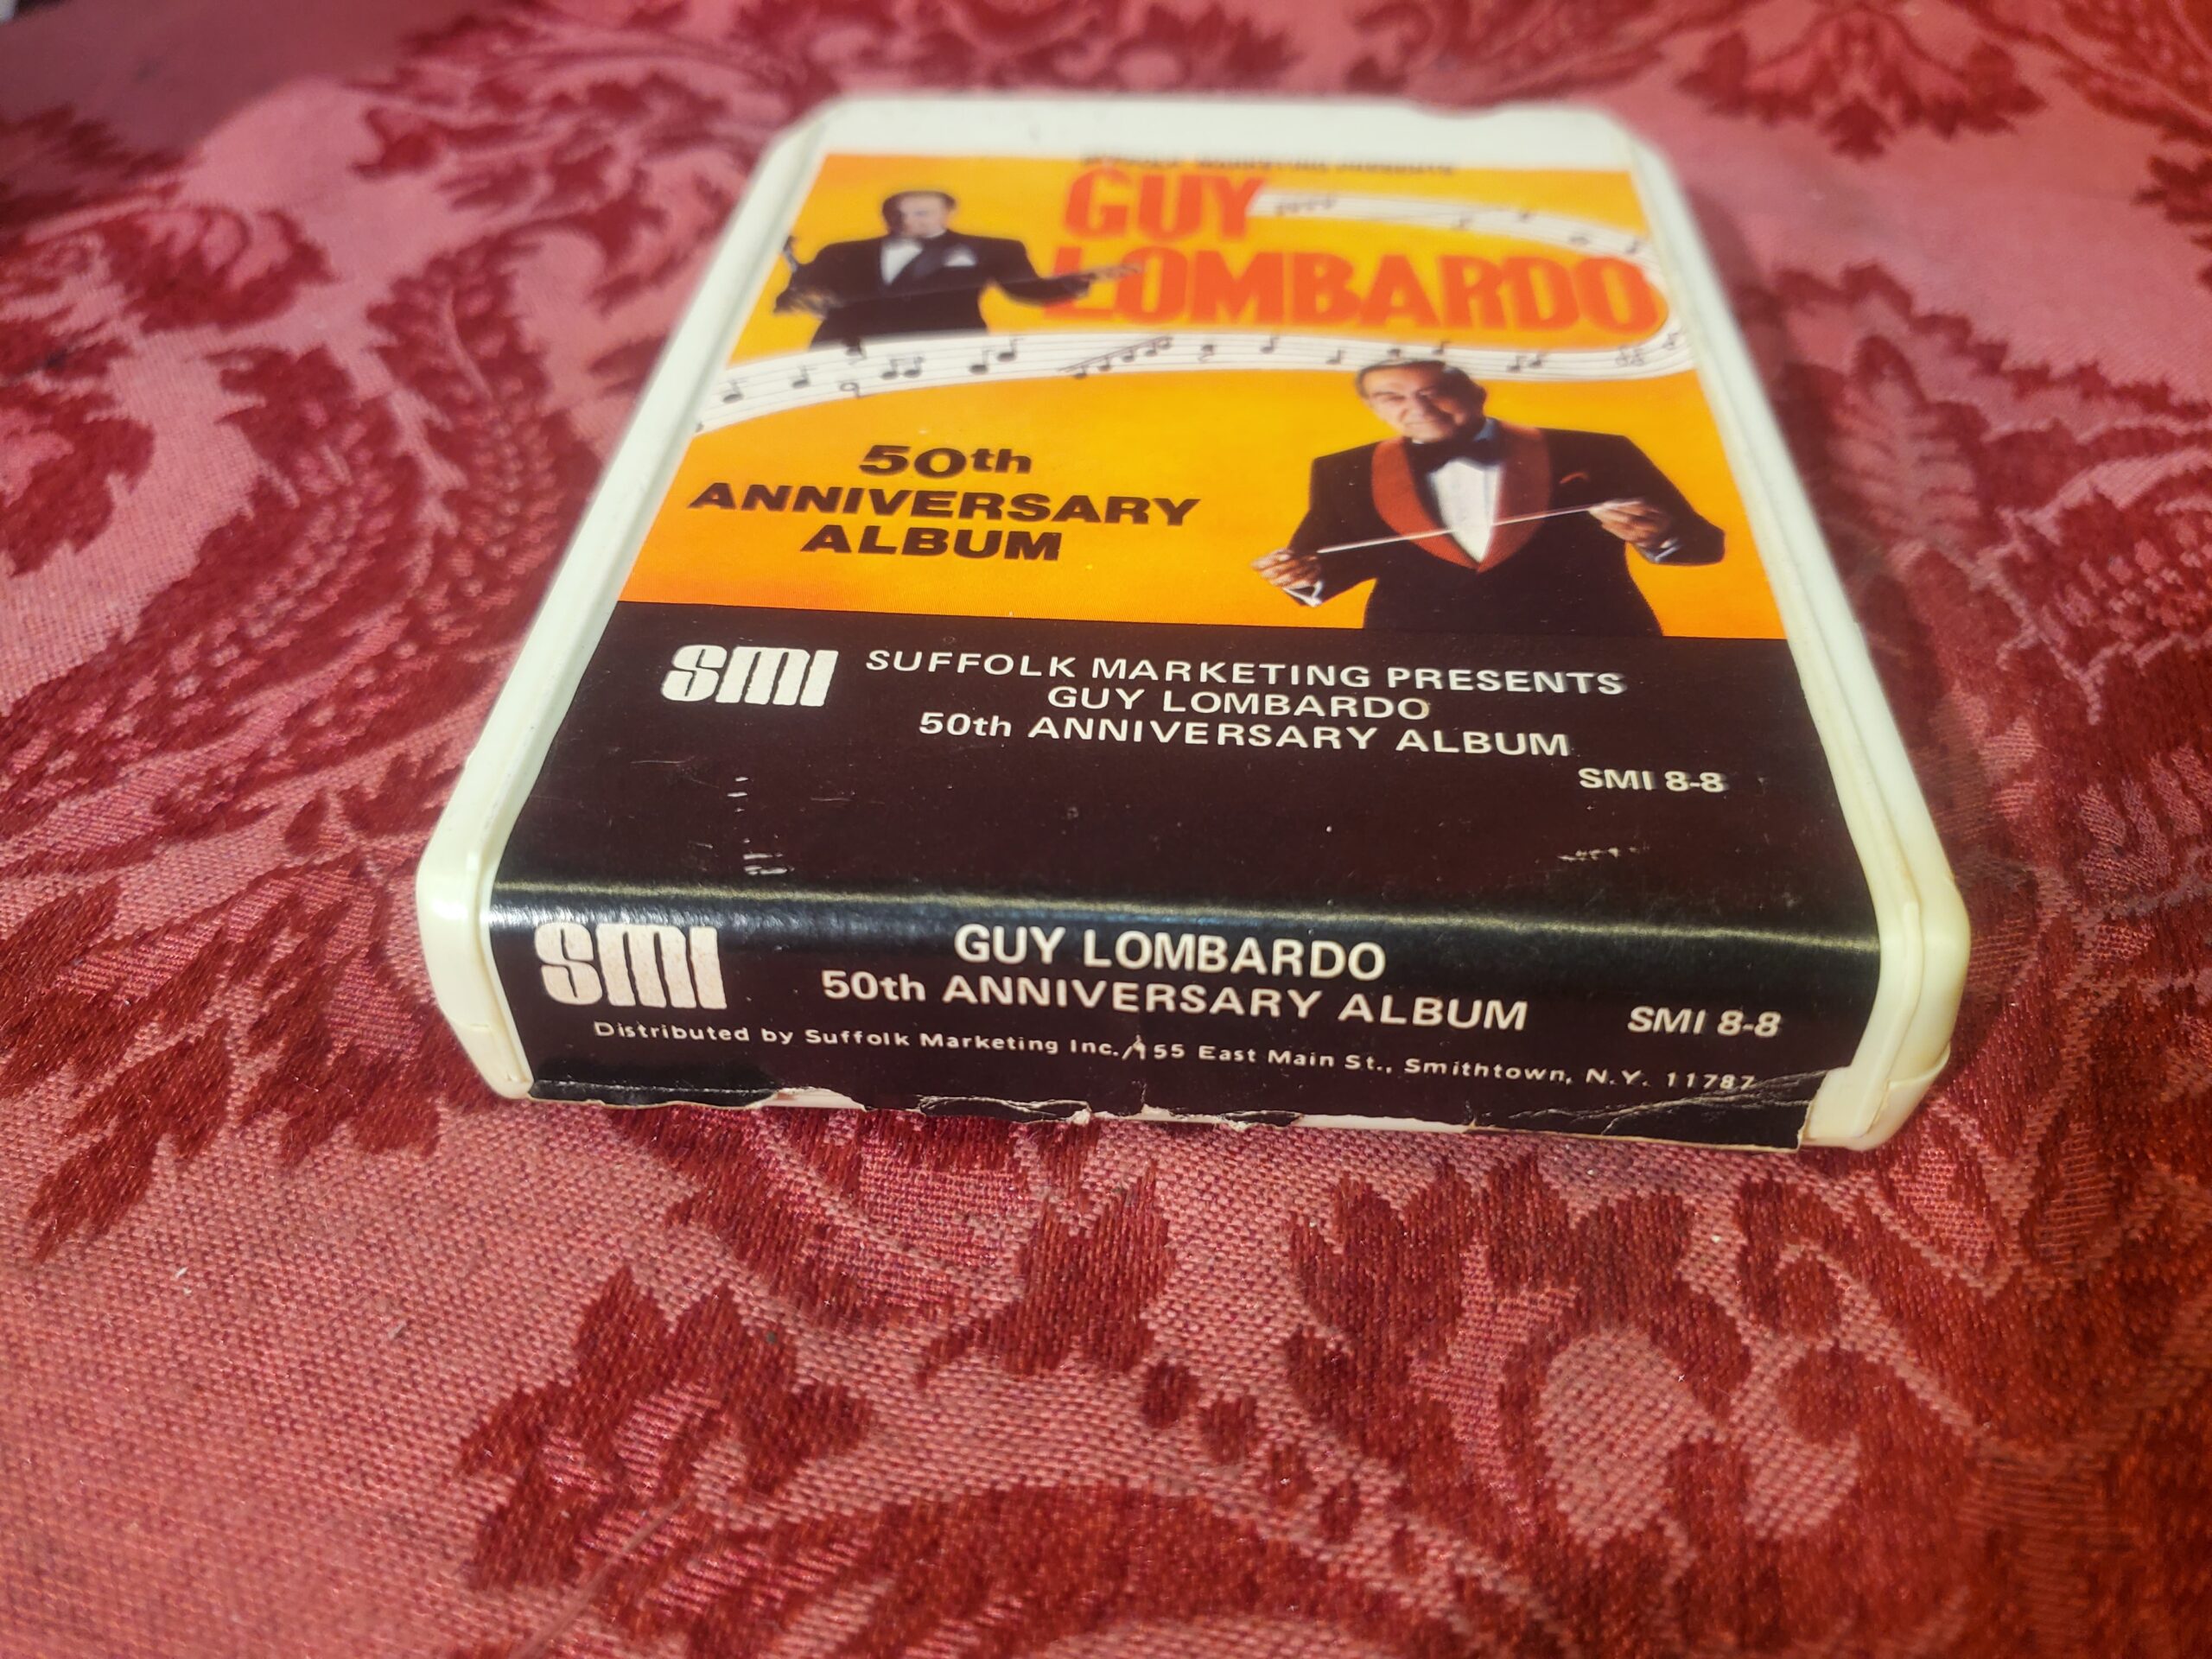 GUY
LOMBARDO
50th
ANNIVERSARY
ALBUM
SMI SUFFOLK MARKETING PRESENTS
GUY LOMBARDO
50th ANNIVERSARY ALBUM
SMI 8-8
SMI GUY LOMBARDO
50th ANNIVERSARY ALBUM SMI 8-8
Distributed by Suffolk Marketing Inc./ 55 East Main St., Smithtown, N.Y. 11787